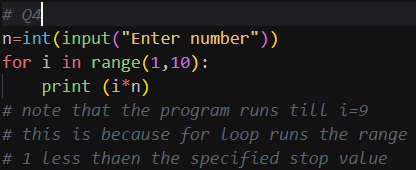 # Q4
n=int(input("Enter number"))
for i in range(1,10):
    print (i*n)
# note that the program runs till i=9
# this is because for loop runs the range
# 1 less thaen the specified stop value